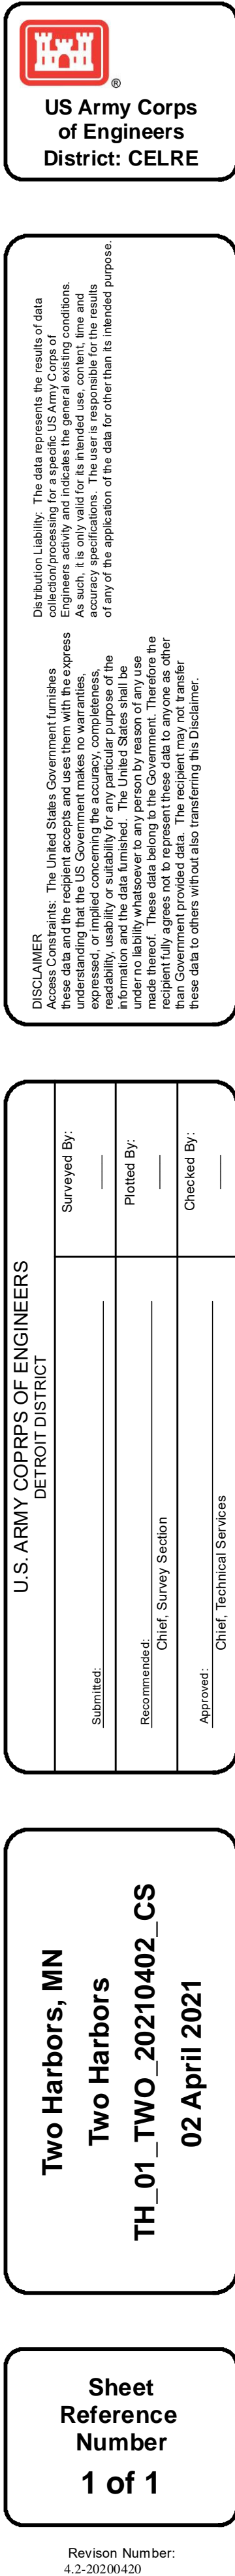 US Army Corps
of Engineers
District: CELRE
®
DISCLAIMER
Access Constraints: The United States Government furnishes
these data and the recipient accepts and uses them with the express
understanding that the US Government makes no warranties,
expressed, or implied concerning the accuracy, completeness,
readability, usability or suitability for any particular purpose of the
information and the data furnished. The United States shall be
under no liability whatsoever to any person by reason of any use
made thereof. These data belong to the Government. Therefore the
recipient fully agrees not to represent these data to anyone as other
than Government provided data. The recipient may not transfer
these data to others without also transferring this Disclaimer.
Distribution Liability: The data represents the results of data
collection/processing for a specific US Army Corps of
Engineers activity and indicates the general existing conditions.
As such, it is only valid for its intended use, content, time and
accuracy specifications. The user is responsible for the results
of any of the application of the data for other than its intended purpose.
U.S. ARMY COPRPS OF ENGINEERS
DETROIT DISTRICT
Submitted:
Surveyed By:
Recommended:
Chief, Survey Section
Plotted By:
Approved:
Chief, Technical Services
Checked By:
Two Harbors, MN
Two Harbors
TH_01_TWO_20210402_CS
02 April 2021
Sheet
Reference
Number
1 of 1
Revison Number:
4.2-20200420